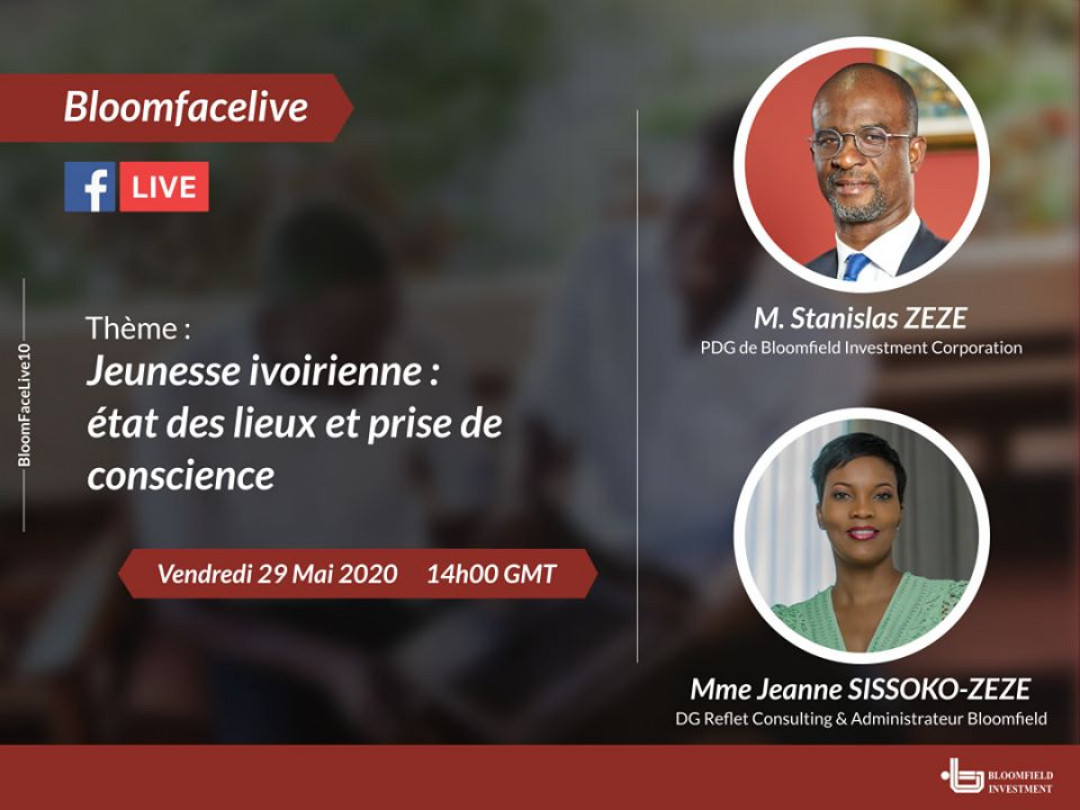 Bloomfacelive
f LIVE
BloomFaceLive10
Thème :
Jeunesse ivoirienne :
état des lieux et prise de
conscience
Vendredi 29 Mai 2020 14h00 GMT
M. Stanislas ZEZE
PDG de Bloomfield Investment Corporation
Mme Jeanne SISSOKO-ZEZE
DG Reflet Consulting & Administrateur Bloomfield
BLOOMFIELD
INVESTMENT